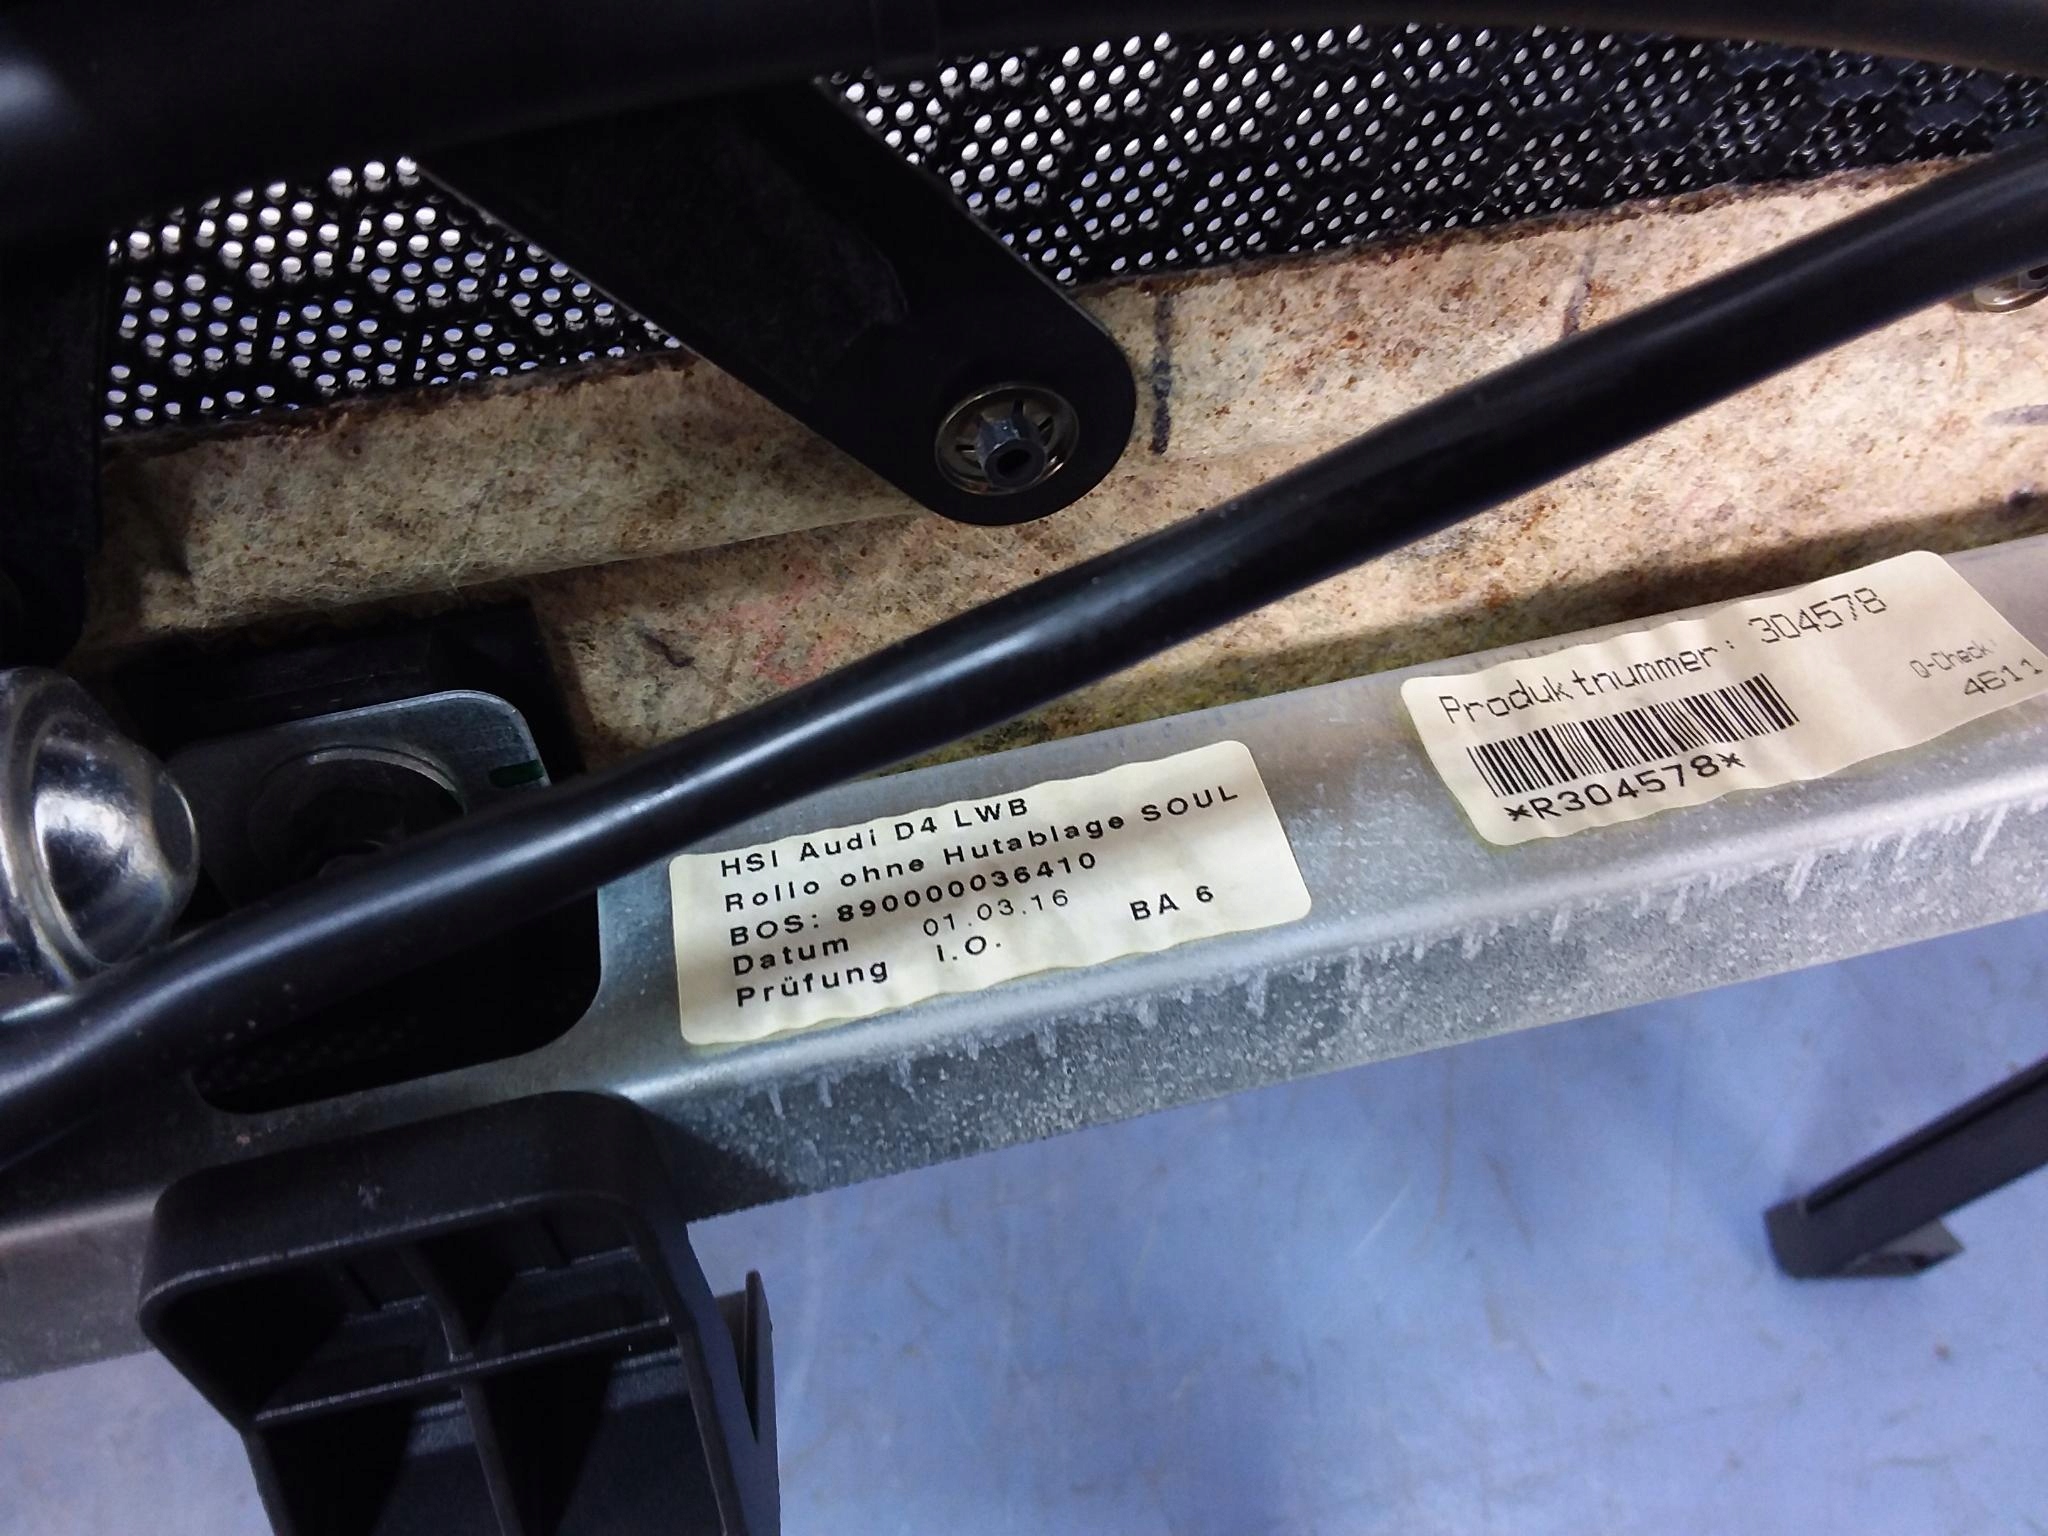 HSI Audi D4 LWB
Rollo ohne Hutablage SOUL
BOS: 89000036410
Datum 01.03.16 BA 6
Prüfung i.O.
Produktnummer: 304578
*R304578*
Q-Check:
4611